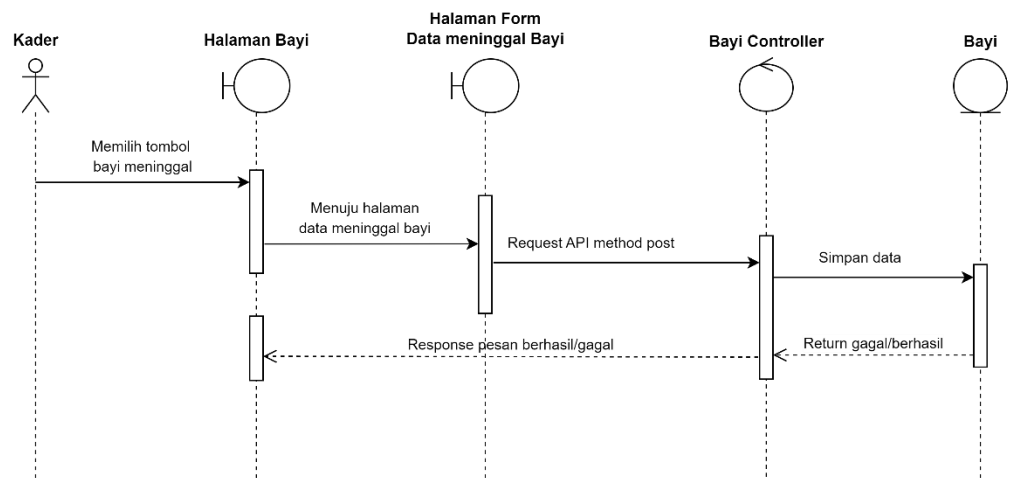 Kader
Halaman Bayi
Halaman Form
Data meninggal Bayi
Bayi Controller
Bayi
Memilih tombol
bayi meninggal
Menuju halaman
data meninggal bayi
Request API method post
Simpan data
Response pesan berhasil/gagal
Return gagal/berhasil